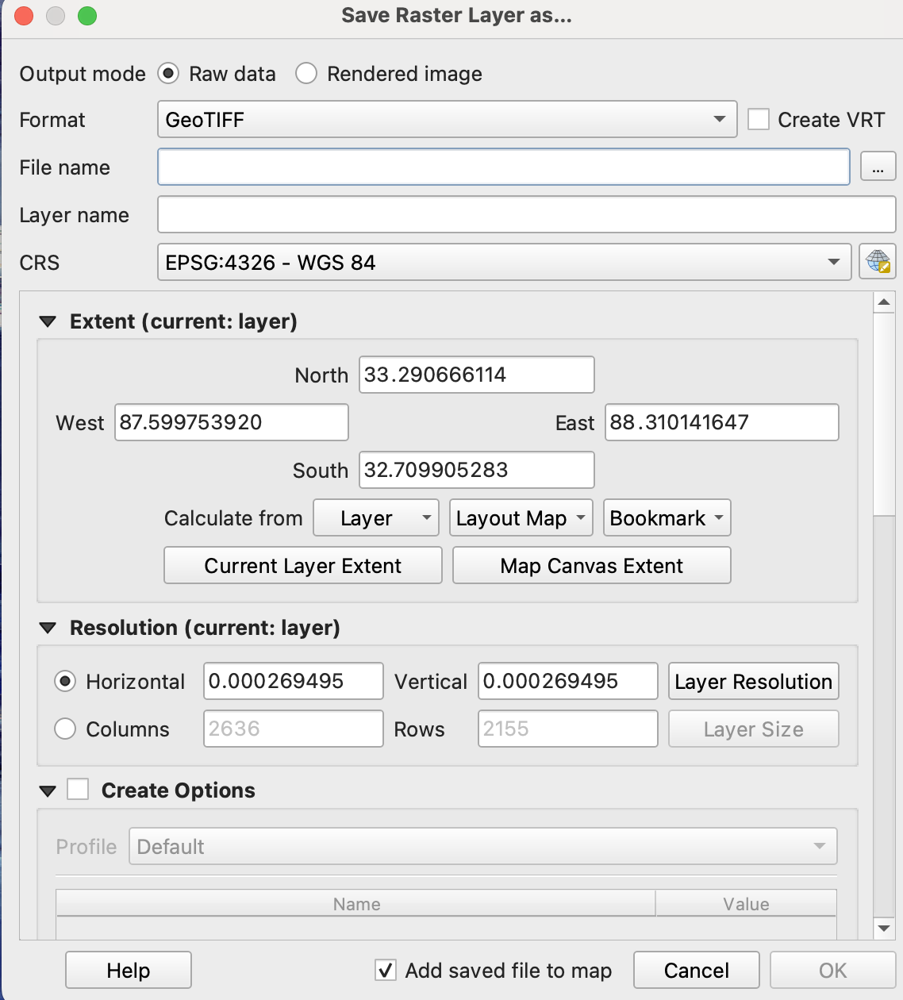 Save Raster Layer as...
Output mode Raw data Rendered image
Format GeoTIFF Create VRT
File name ...
Layer name
CRS EPSG:4326 - WGS 84
Extent (current: layer)
North 33.290666114
West 87.599753920 East 88.310141647
South 32.709905283
Calculate from Layer Layout Map Bookmark
Current Layer Extent Map Canvas Extent
Resolution (current: layer)
Horizontal 0.000269495 Vertical 0.000269495 Layer Resolution
Columns 2636 Rows 2155 Layer Size
Create Options
Profile Default
Name Value
Help Add saved file to map Cancel OK